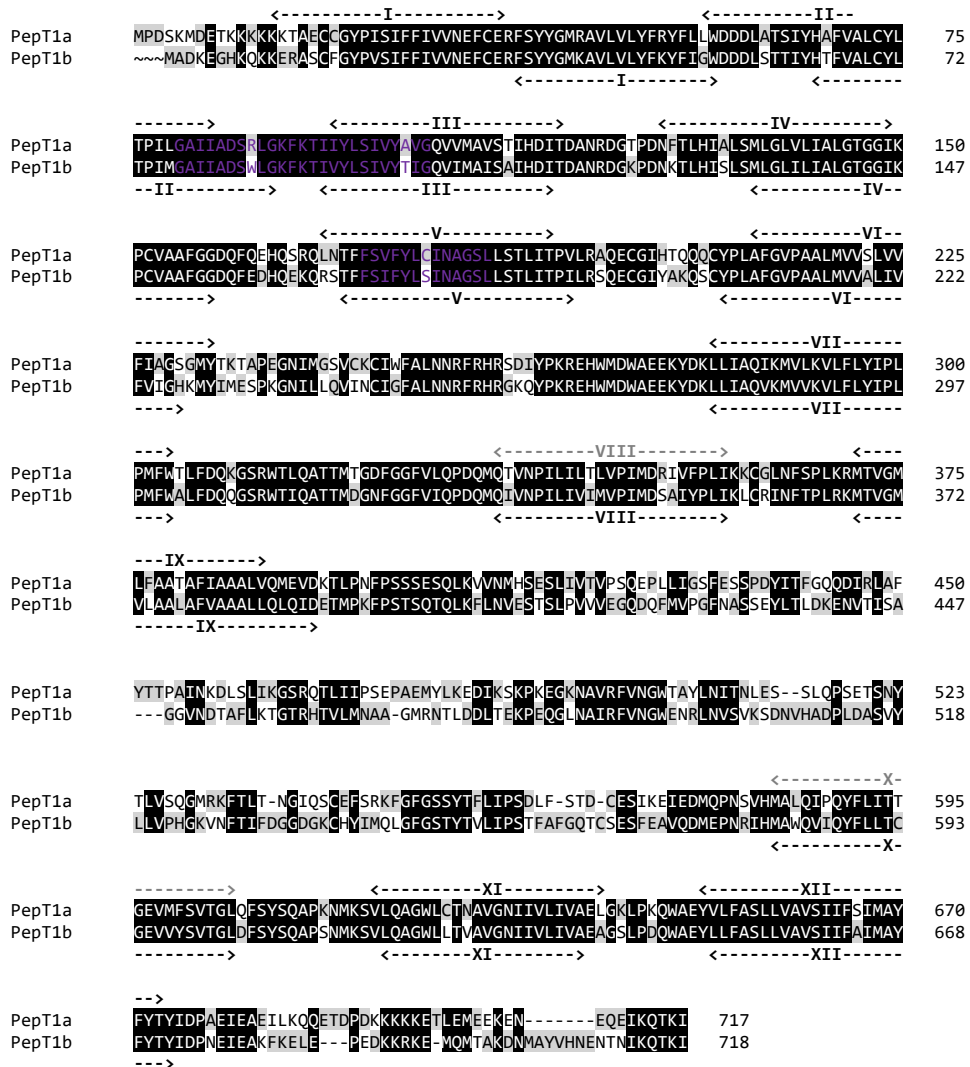 <----------I---------> <----------II--
PepT1a MPDSKMDETKKKKKKTAECCGYPISIFFIVVNEFCERFSYYGMRAVLVLYFRYFLLWDDDLATSIYHAFVALCYL 75
PepT1b ~~~MADKEGHKQKKERASCFGYPVSIFFIVVNEFCERFSYYGMKAVLVLYFKYFIGWDDDLSTTIYHTFVALCYL 72
<---------I---------> <--------
-------> <---------III--------> <----------IV--------->
PepT1a TPILGAIIADSRLGKFKTIIYLSIVYAVGQVVMAVSTIHDITDANRDGTPDNFTLHIALSMLGLVLIALGTGGIK 150
PepT1b TPIMGAIIADSWLGKFKTIVYLSIVYTIGQVIMAISAIHDITDANRDGKPDNKTLHISLSMLGLILIALGTGGIK 147
--II----------> <---------III---------> <----------IV--
<----------V----------> <----------VI--
PepT1a PCVAAFGGDQFQEHQSRQLNTFFSVFYLCINAGSLLSTLITPVLRAQECGIHTQQQCYPLAFGVPAALMVVSLVV 225
PepT1b PCVAAFGGDQFEDHQEKQRSTFFSIFYLSINAGSLLSTLITPILRSQECGIYAKQSCYPLAFGVPAALMVVALIV 222
-------> <----------V----------> <----------VI-----
-------> <---------VII------
PepT1a FIAGSGMYTKTAPEGNIMGSVCKCIWFALNNRFRHRSDIYPKREHWMDWAEEKYDKLLIAQIKMVLKVLFLYIPL 300
PepT1b FVIGHKMYIMESPKGNILLQVINCIGFALNNRFRHRGKQYPKREHWMDWAEEKYDKLLIAQVKMVVKVLFLYIPL 297
----> <---------VII------
---> <---------VIII---------> <----
PepT1a PMFWTLFDQKGSRWTLQATTMTGDFGGFVLQPDQMQTVNPILILTLVPIMDRIVFPLIKKCGLNFSPLKRMTVGM 375
PepT1b PMFWALFDQQGSRWTIQATTMDGNFGGFVIQPDQMQIVNPILIVIMVPIMDSAIYPLIKLCRINFTPLRKMTVGM 372
---> <---------VIII---------> <----
---IX------->
PepT1a LFAATAFIAAALVQMEVDKTLPNFPSSSESQLKVVNMHSESLIVTVPSQEPLLIGSFESSPDYITFGQQDIRLAF 450
PepT1b VLAALAFVAAALLQLQIDETMPKFPSTSQTQLKFLNVESTSLPVVVEGQDQFMVPGFNASSEYLTLDKENVTISA 447
------IX--------->
PepT1a YTTPAINKDLSLIKGSRQTLIIPSEPAEMYLKEDIKSKPKEGKNAVRFVNGWTAYLNITNLES--SLQPSETSNY 523
PepT1b ---GGVNDTAFLKTGTRHTVLMNAA-GMRNTLDDLTEKPEQGLNAIRFVNGWENRLNVSVKSDNVHADPLDASVY 518
<----------X-
PepT1a TLVSQGMRKFTLT-NGIQSCEFSRKFGFGSSYTFLIPSDLF-STD-CESIKEIEDMQPNSVHMALQIPQYFLITT 595
PepT1b LLVPHGKVNFTIFDGGDGKCHYIMQLGFGSTYTVLIPSTFAFGQTCSESFEAVQDMEPNRIHMAWQVIQYFLLTC 593
<----------X-
---------> <----------XI---------> <---------XII------
PepT1a GEVMFSVTGLQFSYSQAPKNMKSVLQAGWLCTNAVGNIIVLIVAELGKLPKQWAEYVLFASLLVAVSIIFSIMAY 670
PepT1b GEVVYSVTGLDFSYSQAPSNMKSVLQAGWLLTVAVGNIIVLIVAEAGSLPDQWAEYLLFASLLVAVSIIFAIMAY 668
---------> <--------XI--------> <---------XII------
-->
PepT1a FYTYIDPAEIEAEILKQQETDPDKKKKKETLEMEEKEN-------EQEIKQTKI 717
PepT1b FYTYIDPNEIEAKFKELE---PEDKKRKE-MQMTAKDNMAYVHNENTNIKQTKI 718
--->